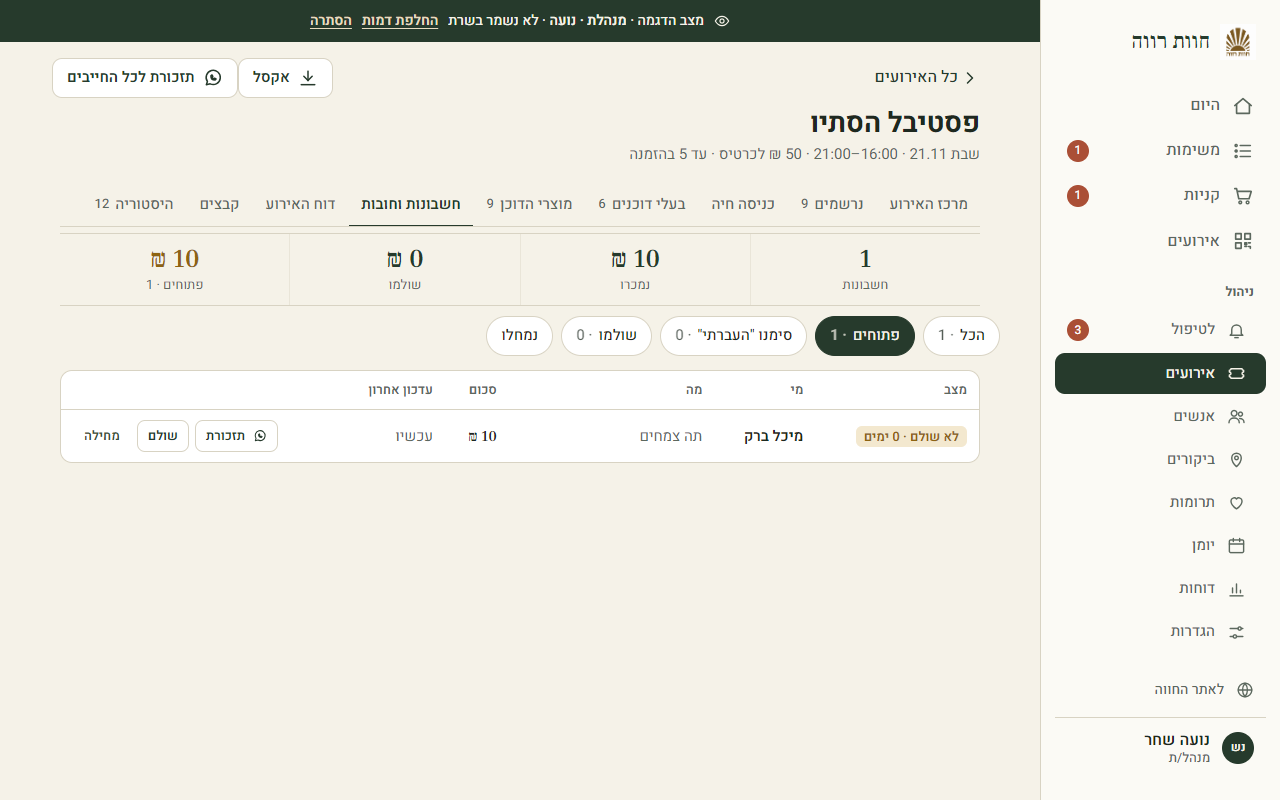 מצב הדגמה · מנהלת · נועה · לא נשמר בשרת החלפת דמות הסתרה
חוות רווה
היום
משימות 1
קניות 1
אירועים
ניהול
לטיפול 3
אירועים
אנשים
ביקורים
תרומות
יומן
דוחות
הגדרות
לאתר החווה
נש נועה שחר
מנהל/ת
כל האירועים
אקסל
תזכורת לכל החייבים
פסטיבל הסתיו
שבת 21.11 · 16:00–21:00 · 50 ₪ לכרטיס · עד 5 בהזמנה
מרכז האירוע נרשמים 9 כניסה חיה בעלי דוכנים 6 מוצרי הדוכן 9 חשבונות וחובות דוח האירוע קבצים היסטוריה 12
1 10 ₪ 0 ₪ 10 ₪
חשבונות נמכרו שולמו פתוחים · 1
הכל · 1 פתוחים · 1 סימנו "העברתי" · 0 שולמו · 0 נמחלו
מצב מי מה סכום עדכון אחרון
לא שולם · 0 ימים מיכל ברק תה צמחים 10 ₪ עכשיו תזכורת שולם מחילה